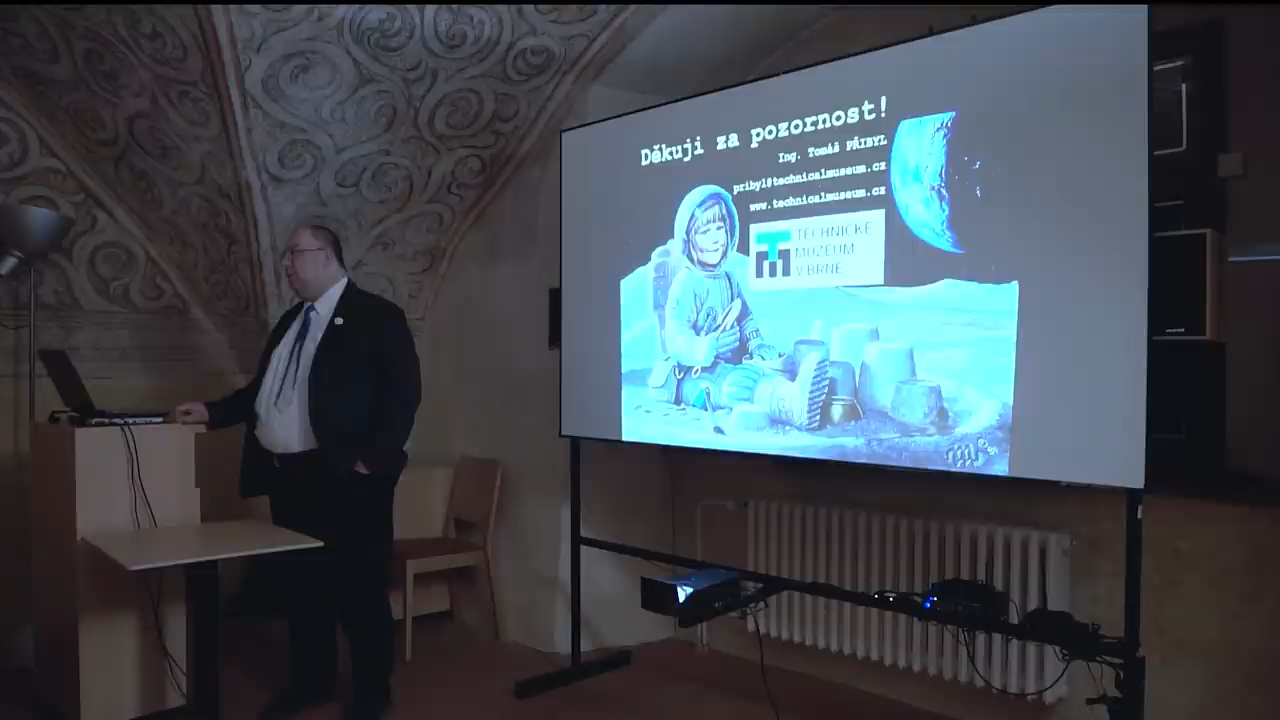 Děkuji za pozornost!
Ing. Tomáš PŘIBYL
pribyl@technicalmuseum.cz
www.technicalmuseum.cz
TECHNICKÉ
MUZEUM
V BRNĚ